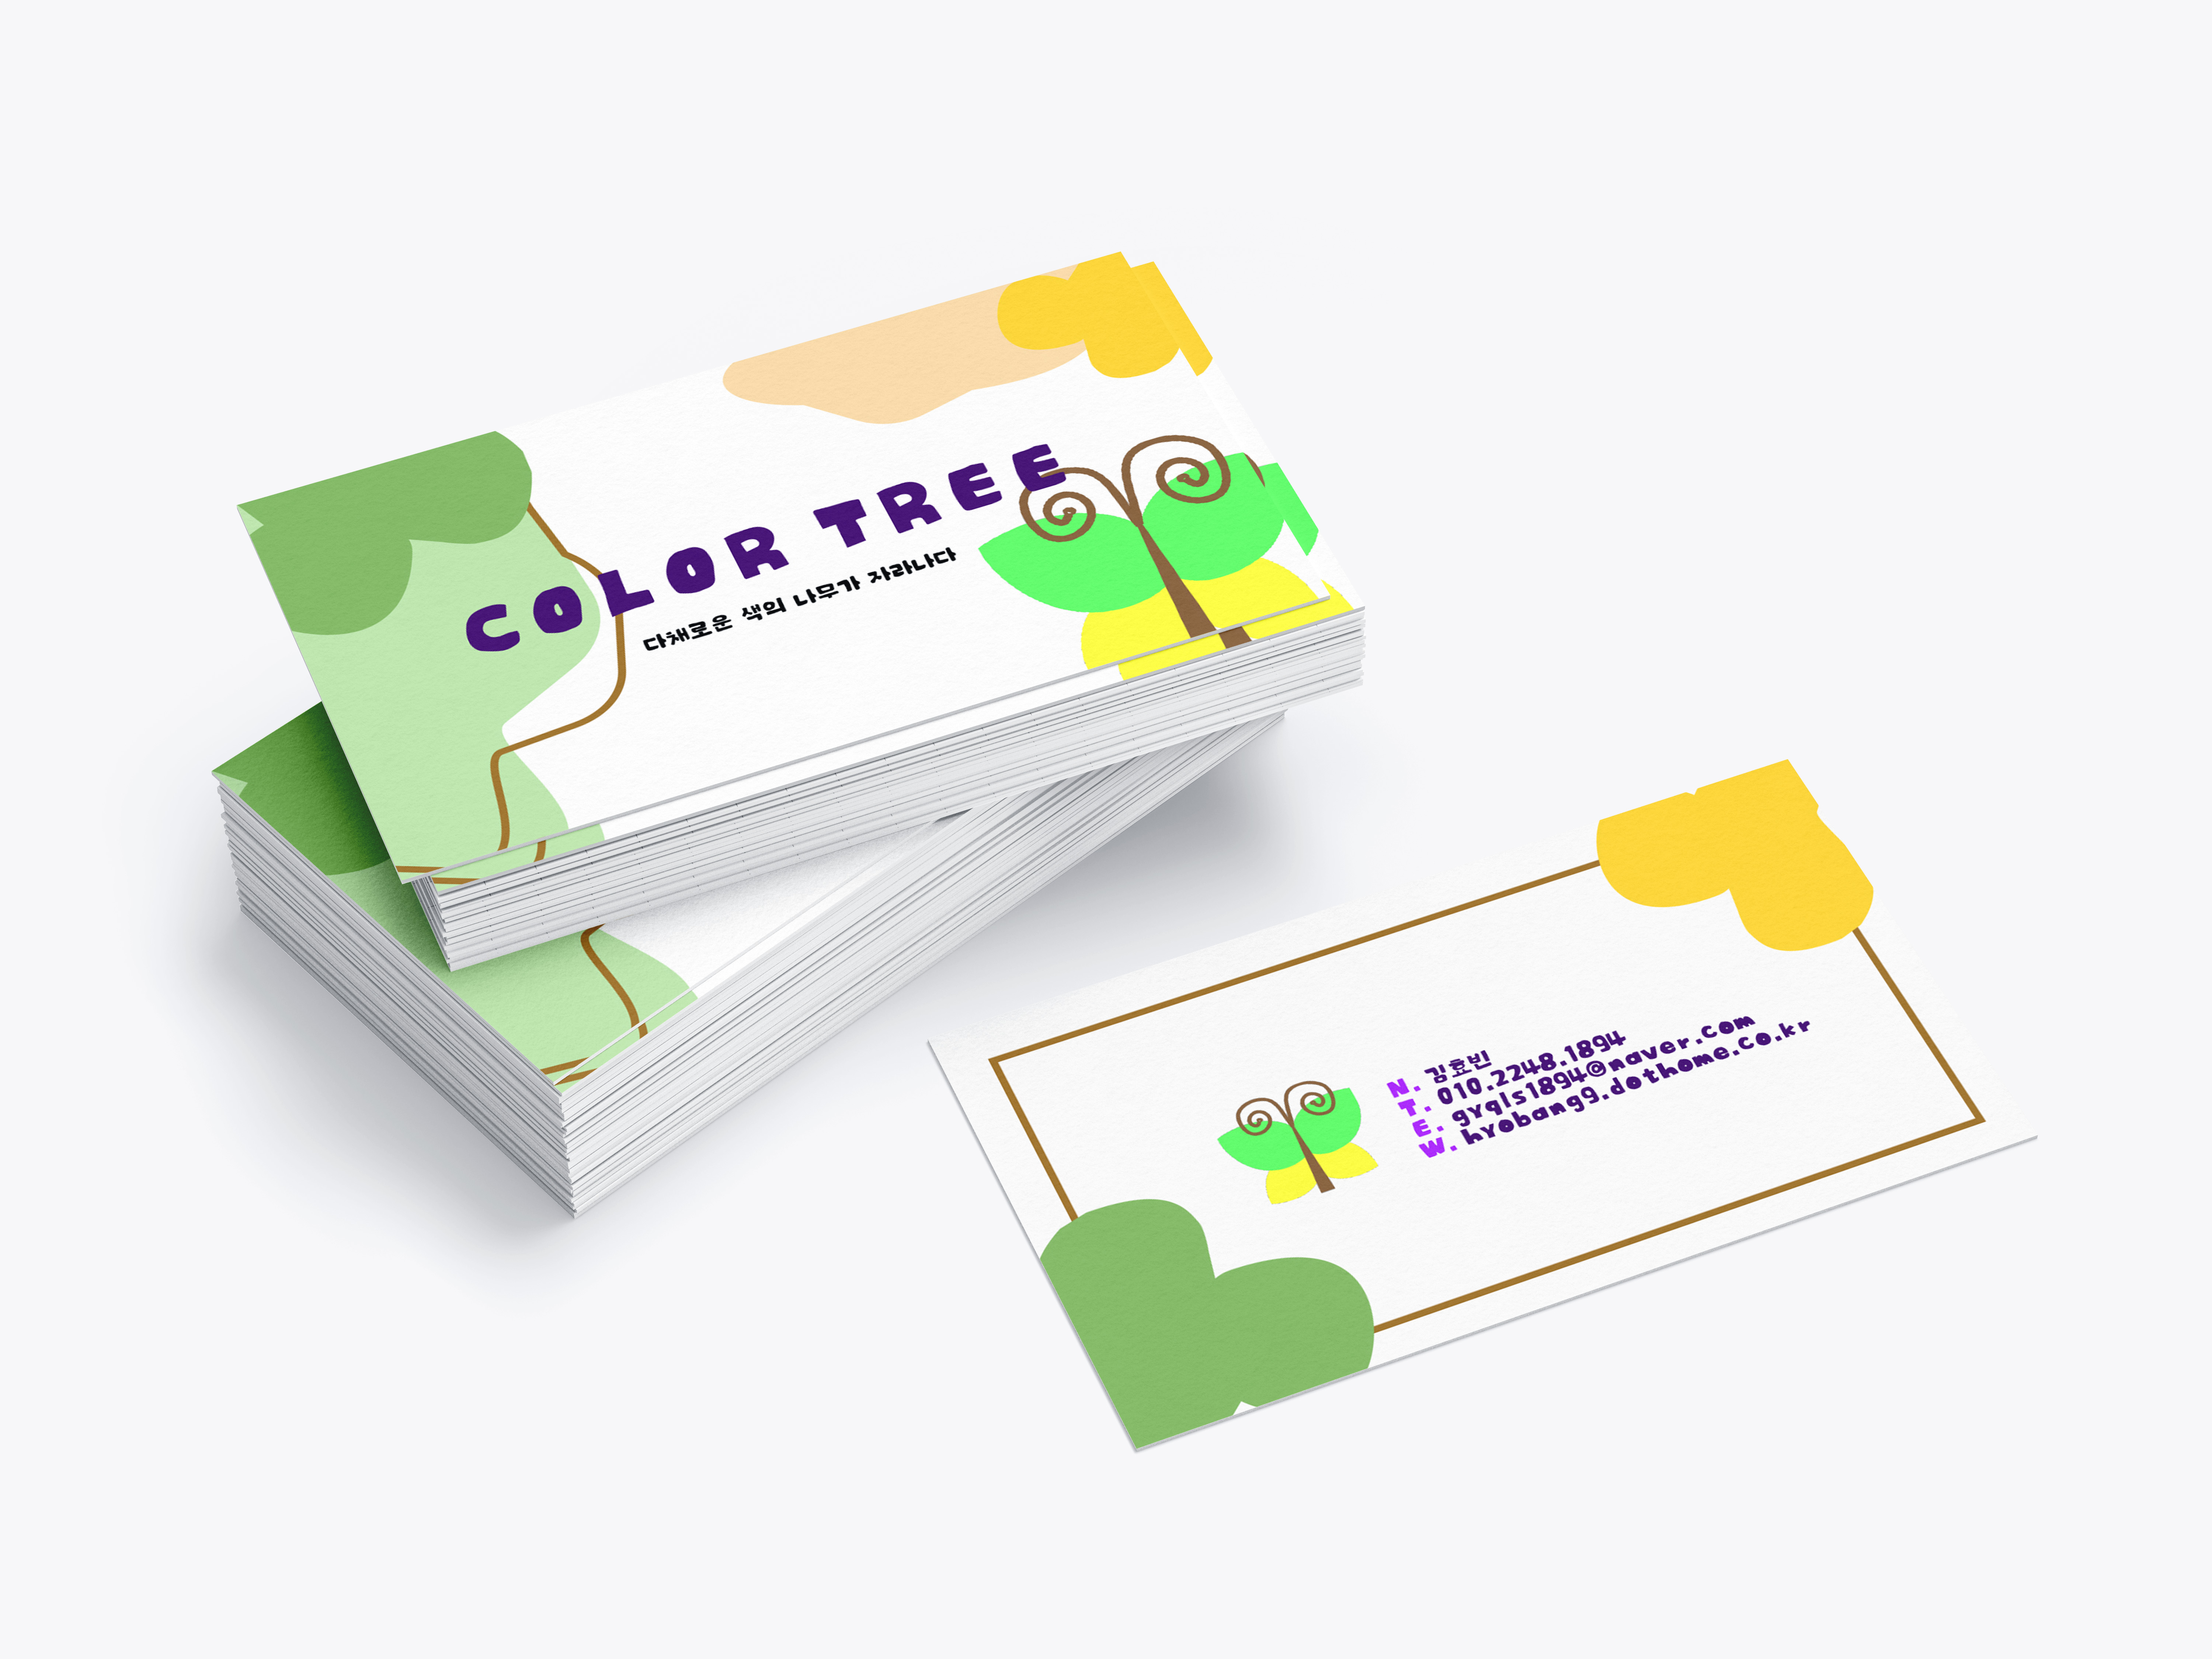 COLOR TREE
다채로운 색의 나무가 자라나다
N. 김효빈
T. 010.2248.1894
E. gyqls1894@naver.com
W. hyobang9.dothome.co.kr